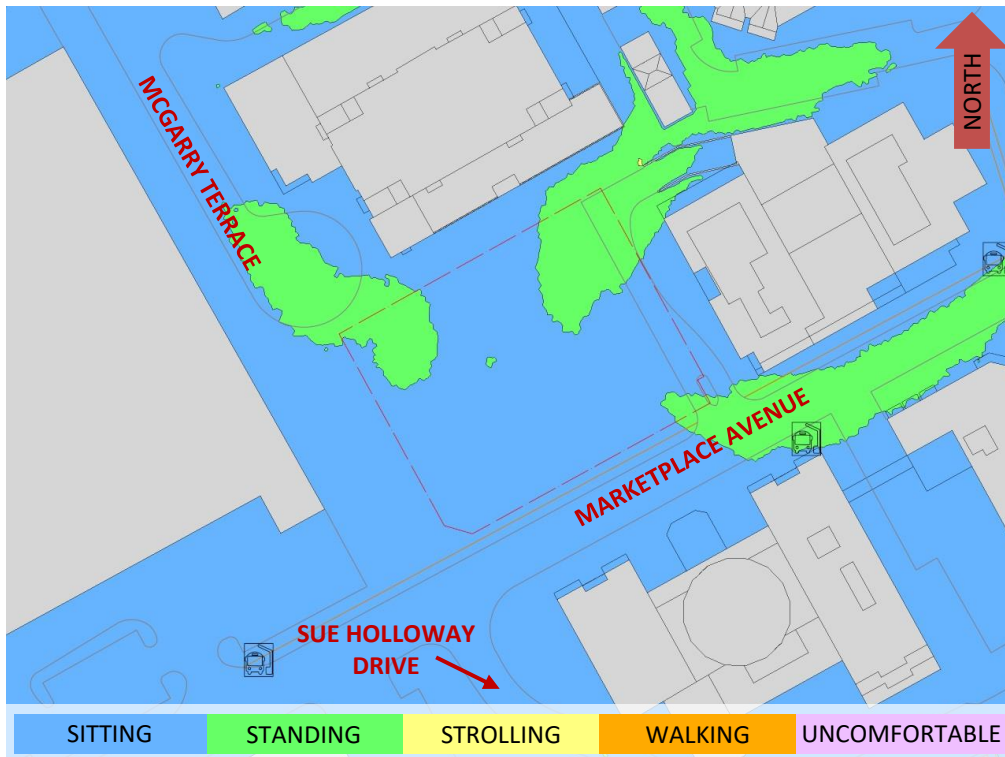 NORTH
MCGARRY TERRACE
MARKETPLACE AVENUE
SUE HOLLOWAY
DRIVE
SITTING
STANDING
STROLLING
WALKING
UNCOMFORTABLE